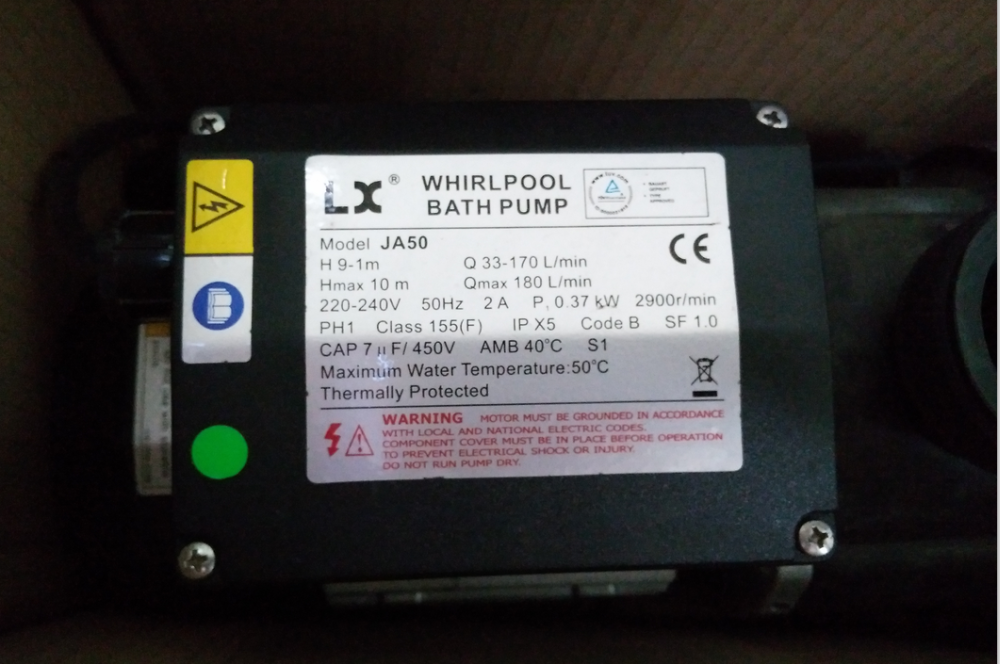 LX® WHIRLPOOL
BATH PUMP
Model JA50
H 9-1m Q 33-170 L/min
Hmax 10 m Qmax 180 L/min
220-240V 50Hz 2 A P, 0.37 kW 2900r/min
PH1 Class 155(F) IP X5 Code B SF 1.0
CAP 7 µF/ 450V AMB 40°C S1
Maximum Water Temperature:50°C
Thermally Protected
CE
WARNING MOTOR MUST BE GROUNDED IN ACCORDANCE
WITH LOCAL AND NATIONAL ELECTRIC CODES.
COMPONENT COVER MUST BE IN PLACE BEFORE OPERATION
TO PREVENT ELECTRICAL SHOCK OR INJURY.
DO NOT RUN PUMP DRY.